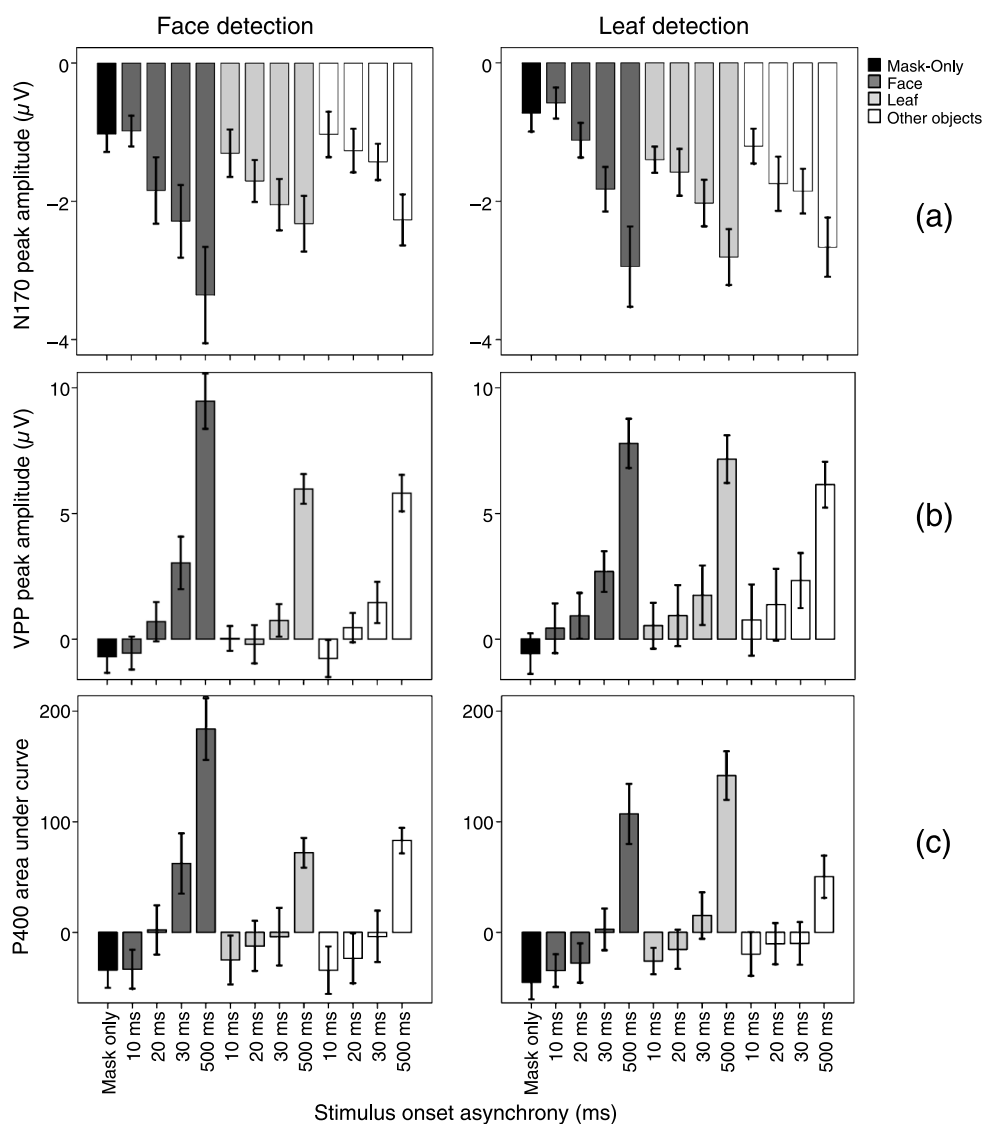 Face detection
Leaf detection
Mask-Only
Face
Leaf
Other objects
N170 peak amplitude (µV)
0
−2
−4
0
−2
−4
(a)
VPP peak amplitude (µV)
10
5
0
10
5
0
(b)
P400 area under curve
200
100
0
200
100
0
(c)
Mask only
10 ms
20 ms
30 ms
500 ms
10 ms
20 ms
30 ms
500 ms
10 ms
20 ms
30 ms
500 ms
Mask only
10 ms
20 ms
30 ms
500 ms
10 ms
20 ms
30 ms
500 ms
10 ms
20 ms
30 ms
500 ms
Stimulus onset asynchrony (ms)